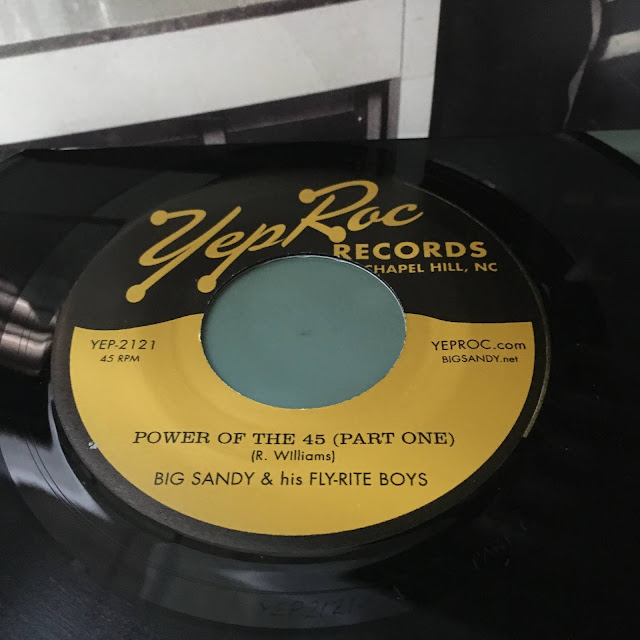 YepRoc
RECORDS
CHAPEL HILL, NC
YEP-2121
45 RPM
YEPROC.com
BIGSANDY.net
POWER OF THE 45 (PART ONE)
(R. WIlliams)
BIG SANDY & his FLY-RITE BOYS
YEP2121